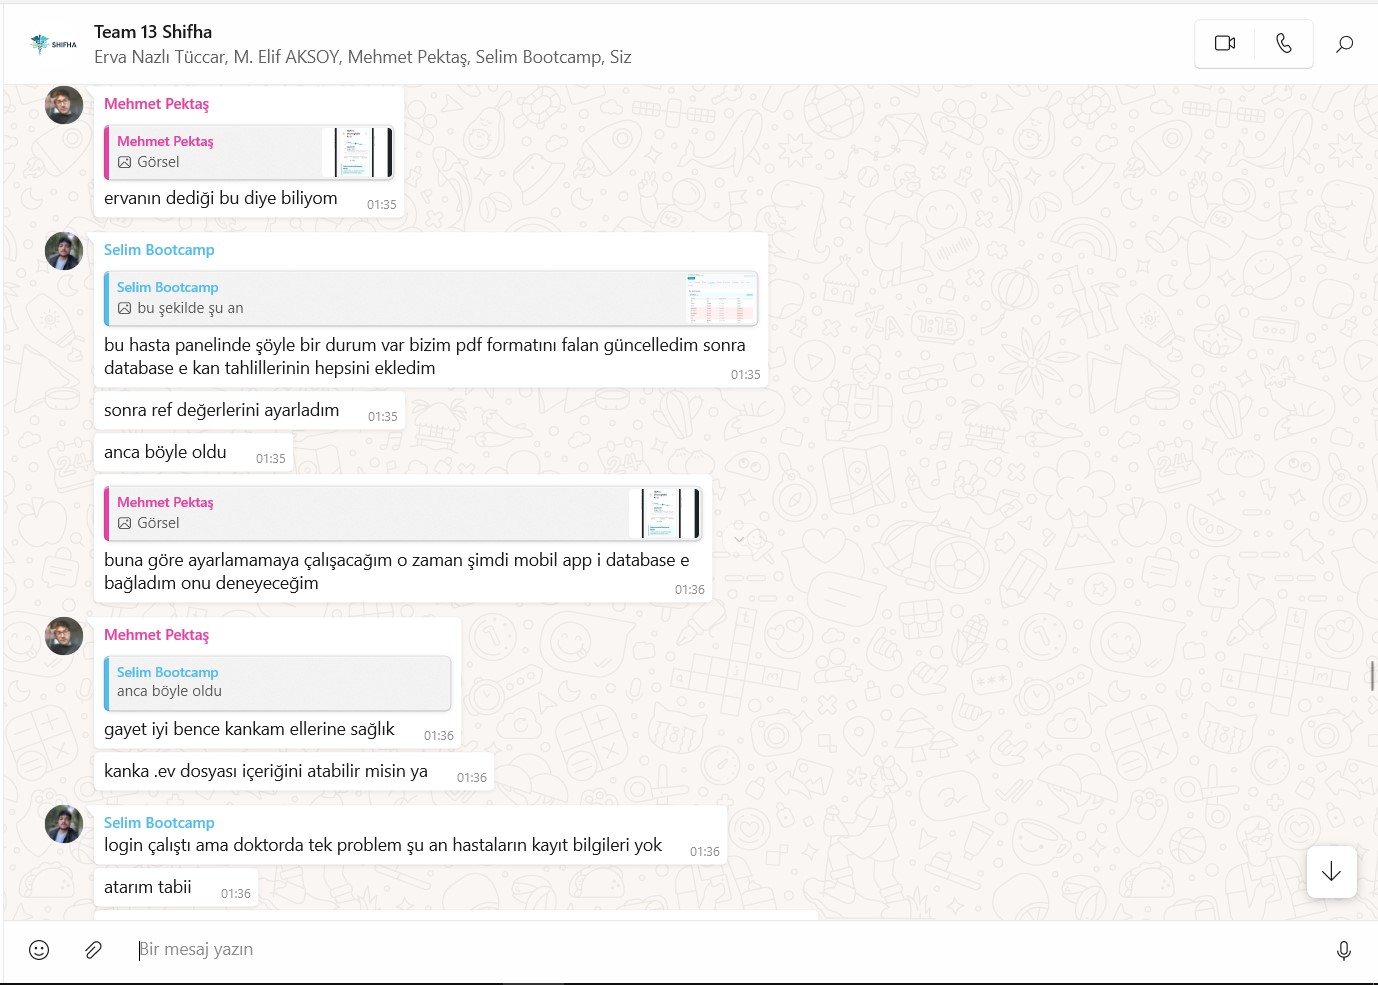 SHIFHA
Team 13 Shifha
Erva Nazlı Tüccar, M. Elif AKSOY, Mehmet Pektaş, Selim Bootcamp, Siz
Mehmet Pektaş
Mehmet Pektaş
Görsel
ervanın dediği bu diye biliyom
01:35
Selim Bootcamp
Selim Bootcamp
bu şekilde şu an
bu hasta panelinde şöyle bir durum var bizim pdf formatını falan güncelledim sonra
database e kan tahlillerinin hepsini ekledim
01:35
sonra ref değerlerini ayarladım
01:35
anca böyle oldu
01:35
Mehmet Pektaş
Görsel
buna göre ayarlamamaya çalışacağım o zaman şimdi mobil app i database e
bağladım onu deneyeceğim
01:36
Mehmet Pektaş
Selim Bootcamp
anca böyle oldu
gayet iyi bence kankam ellerine sağlık
01:36
kanka .ev dosyası içeriğini atabilir misin ya
01:36
Selim Bootcamp
login çalıştı ama doktorda tek problem şu an hastaların kayıt bilgileri yok
01:36
atarım tabii
01:36
Bir mesaj yazın